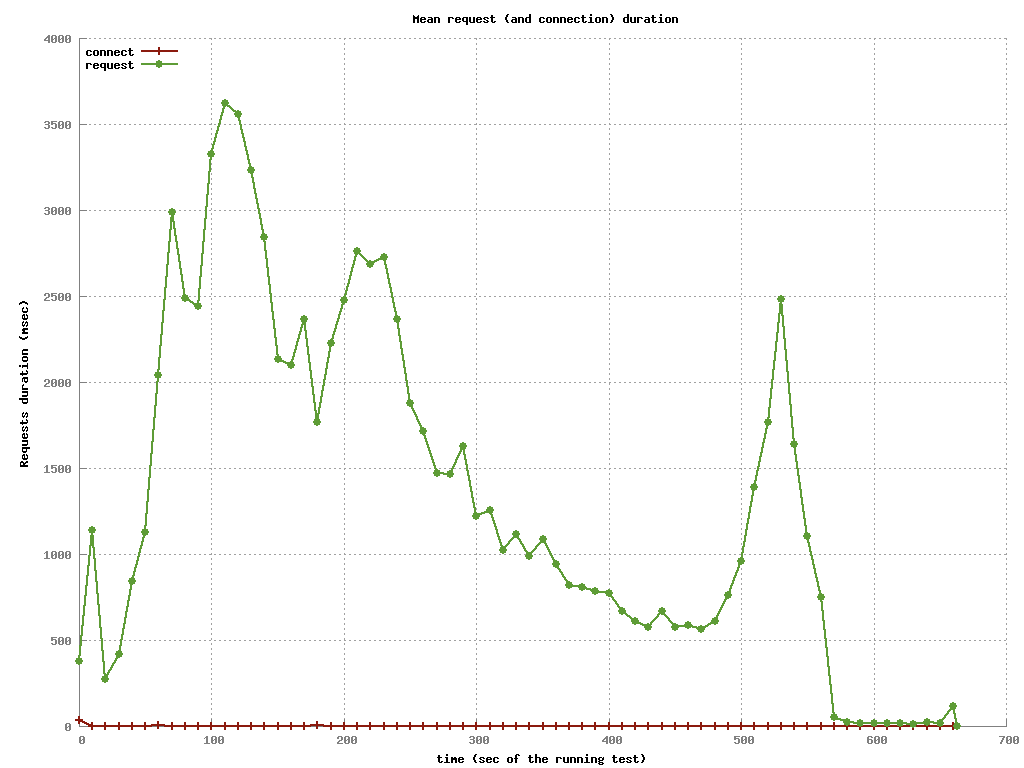 Mean request (and connection) duration
4000
connect
request
3500
3000
2500
2000
1500
1000
500
0
Requests duration (msec)
0 100 200 300 400 500 600 700
time (sec of the running test)